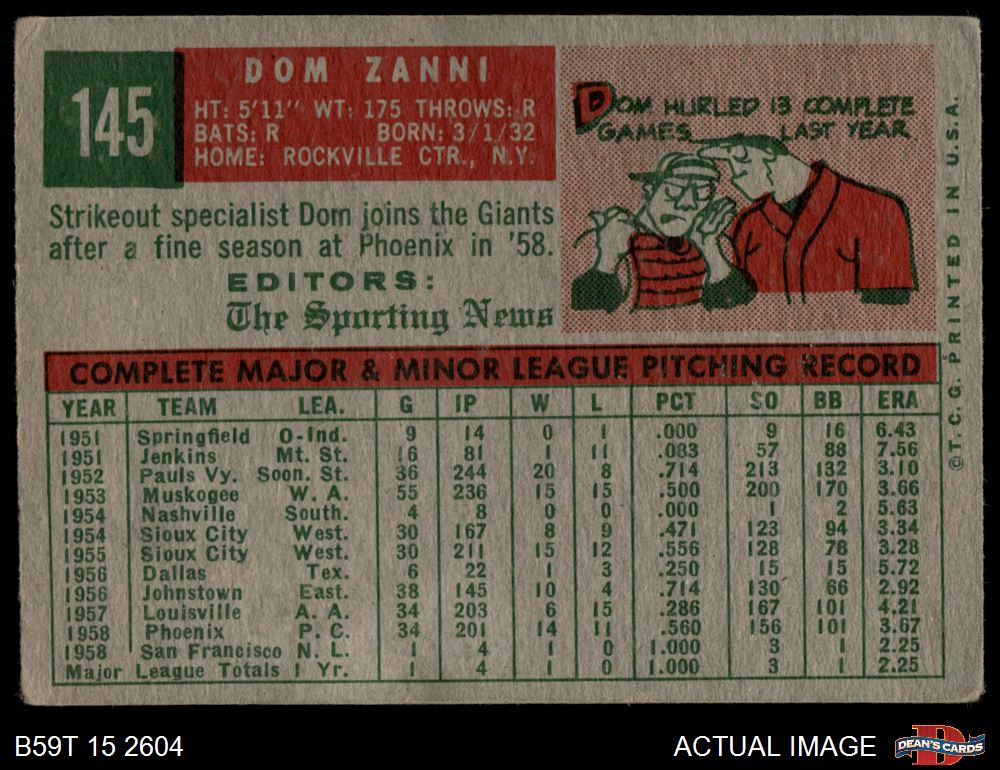 145
DOM ZANNI
HT: 5'11" WT: 175 THROWS: R
BATS: R BORN: 3/1/32
HOME: ROCKVILLE CTR., N.Y.
Strikeout specialist Dom joins the Giants
after a fine season at Phoenix in '58.
EDITORS:
The Sporting News
DOM HURLED 13 COMPLETE
GAMES LAST YEAR
©T.C.G. PRINTED IN U.S.A.
COMPLETE MAJOR & MINOR LEAGUE PITCHING RECORD
YEAR TEAM LEA. G IP W L PCT SO BB ERA
1951 Springfield O-Ind. 9 14 0 1 .000 9 16 6.43
1951 Jenkins Mt. St. 16 81 1 11 .083 57 88 7.56
1952 Pauls Vy. Soon. St. 36 244 20 8 .714 213 132 3.10
1953 Muskogee W. A. 55 236 15 15 .500 200 170 3.66
1954 Nashville South. 4 8 0 0 .000 1 2 5.63
1954 Sioux City West. 30 167 8 9 .471 123 94 3.34
1955 Sioux City West. 30 211 15 12 .556 128 78 3.28
1956 Dallas Tex. 6 22 1 3 .250 15 15 5.72
1956 Johnstown East. 38 145 10 4 .714 130 66 2.92
1957 Louisville A. A. 34 203 6 15 .286 167 101 4.21
1958 Phoenix P. C. 34 201 14 11 .560 156 101 3.67
1958 San Francisco N. L. 1 4 1 0 1.000 3 1 2.25
Major League Totals 1 Yr. 1 4 1 0 1.000 3 1 2.25
B59T 15 2604
ACTUAL IMAGE
DEAN'S CARDS